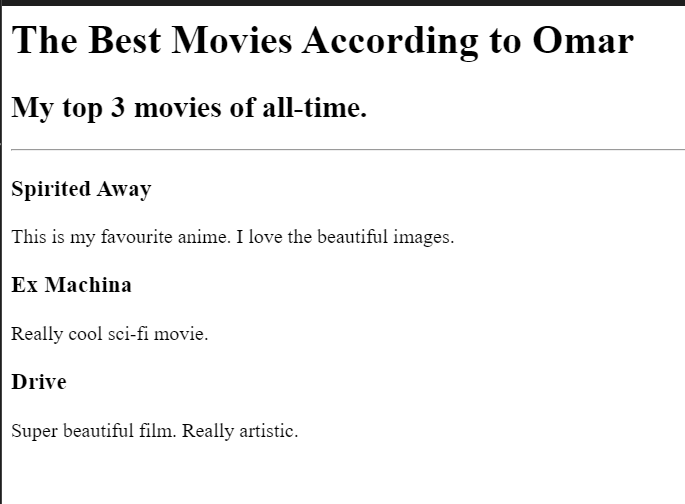 The Best Movies According to Omar
My top 3 movies of all-time.
Spirited Away
This is my favourite anime. I love the beautiful images.
Ex Machina
Really cool sci-fi movie.
Drive
Super beautiful film. Really artistic.